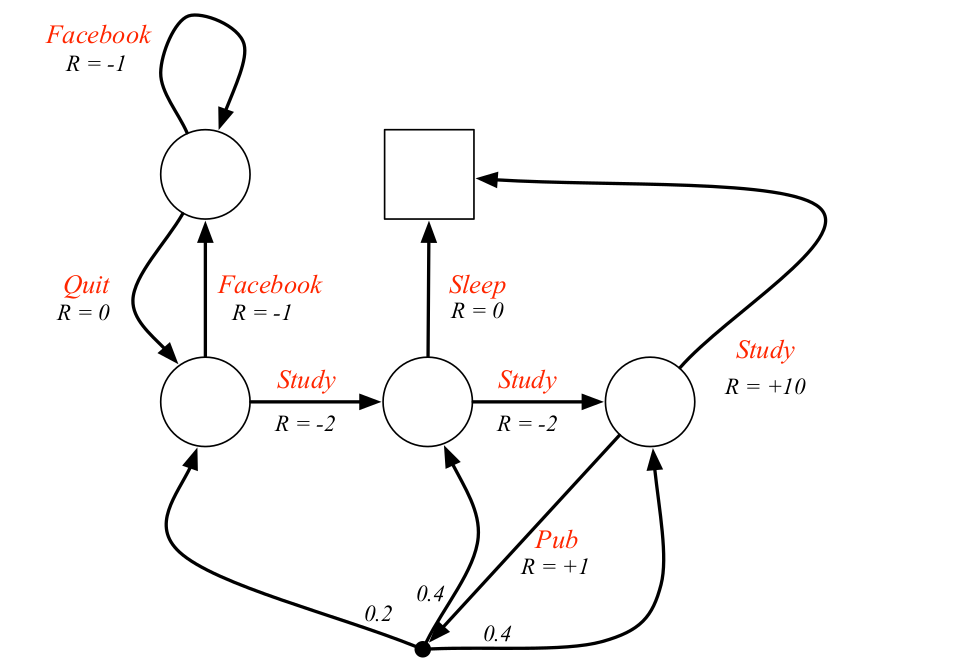 Facebook
R = -1
Quit
R = 0
Facebook
R = -1
Sleep
R = 0
Study
R = -2
Study
R = -2
Study
R = +10
Pub
R = +1
0.2
0.4
0.4